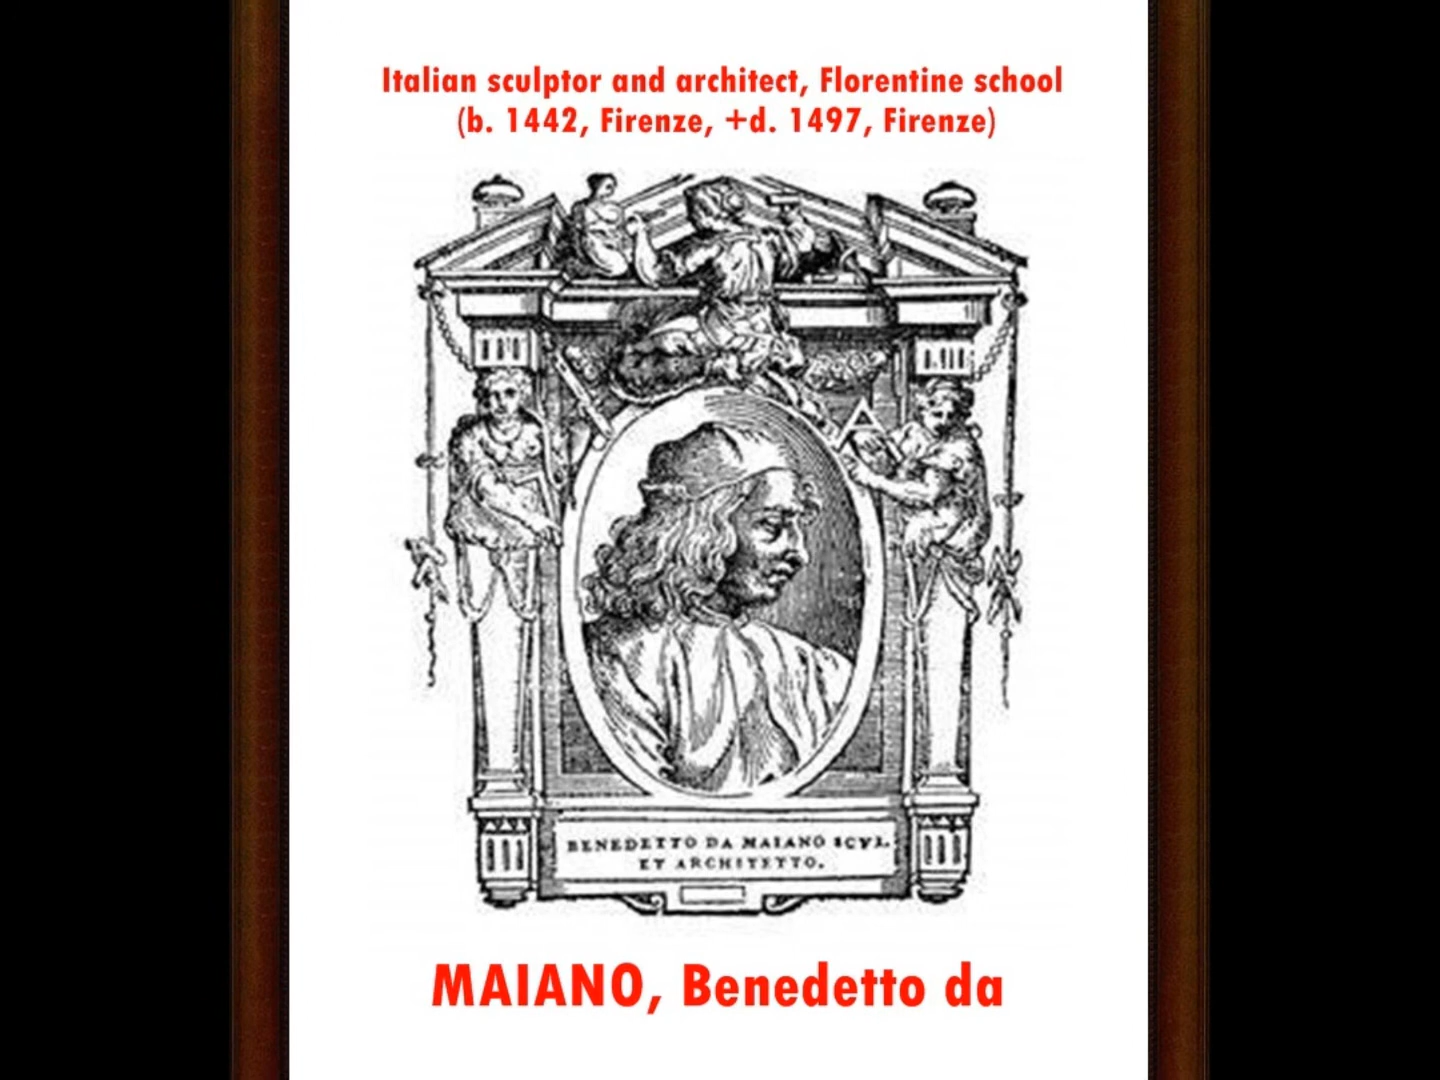 Italian sculptor and architect, Florentine school
(b. 1442, Firenze, +d. 1497, Firenze)
BENEDETTO DA MAIANO SCVL.
ET ARCHITETTO.
MAIANO, Benedetto da